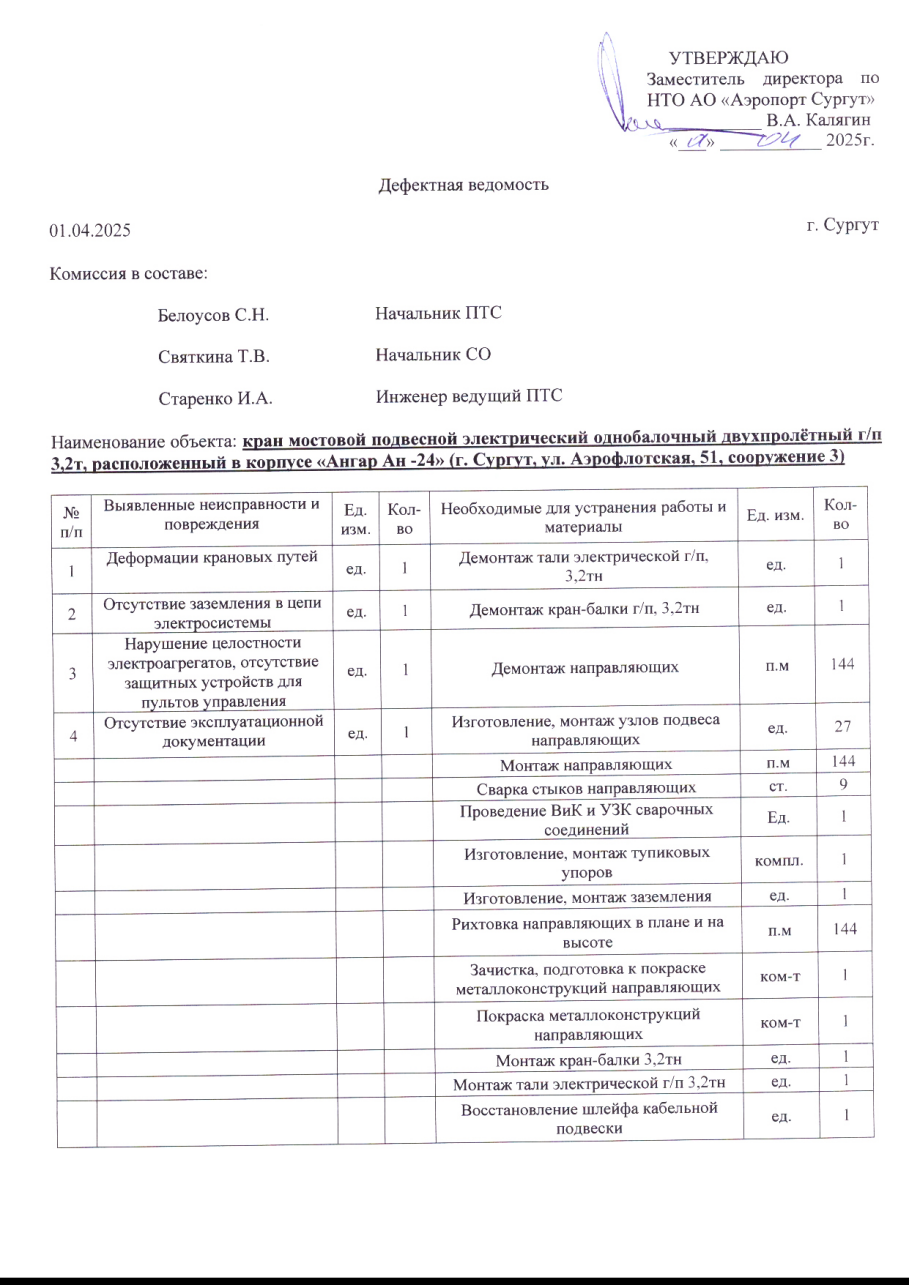 УТВЕРЖДАЮ
Заместитель директора по
НТО АО «Аэропорт Сургут»
В.А. Калягин
« » 04 2025г.
Дефектная ведомость
01.04.2025
г. Сургут
Комиссия в составе:
Белоусов С.Н. Начальник ПТС
Святкина Т.В. Начальник СО
Старенко И.А. Инженер ведущий ПТС
Наименование объекта: кран мостовой подвесной электрический однобалочный двухпролётный г/п
3,2т, расположенный в корпусе «Ангар Ан -24» (г. Сургут, ул. Аэрофлотская, 51, сооружение 3)
№ п/п Выявленные неисправности и повреждения Ед. изм. Кол-во Необходимые для устранения работы и материалы Ед. изм. Кол-во
1 Деформации крановых путей ед. 1 Демонтаж тали электрической г/п, 3,2тн ед. 1
2 Отсутствие заземления в цепи электросистемы ед. 1 Демонтаж кран-балки г/п, 3,2тн ед. 1
3 Нарушение целостности электроагрегатов, отсутствие защитных устройств для пультов управления ед. 1 Демонтаж направляющих п.м 144
4 Отсутствие эксплуатационной документации ед. 1 Изготовление, монтаж узлов подвеса направляющих ед. 27
Монтаж направляющих п.м 144
Сварка стыков направляющих ст. 9
Проведение ВиК и УЗК сварочных соединений Ед. 1
Изготовление, монтаж тупиковых упоров компл. 1
Изготовление, монтаж заземления ед. 1
Рихтовка направляющих в плане и на высоте п.м 144
Зачистка, подготовка к покраске металлоконструкций направляющих ком-т 1
Покраска металлоконструкций направляющих ком-т 1
Монтаж кран-балки 3,2тн ед. 1
Монтаж тали электрической г/п 3,2тн ед. 1
Восстановление шлейфа кабельной подвески ед. 1